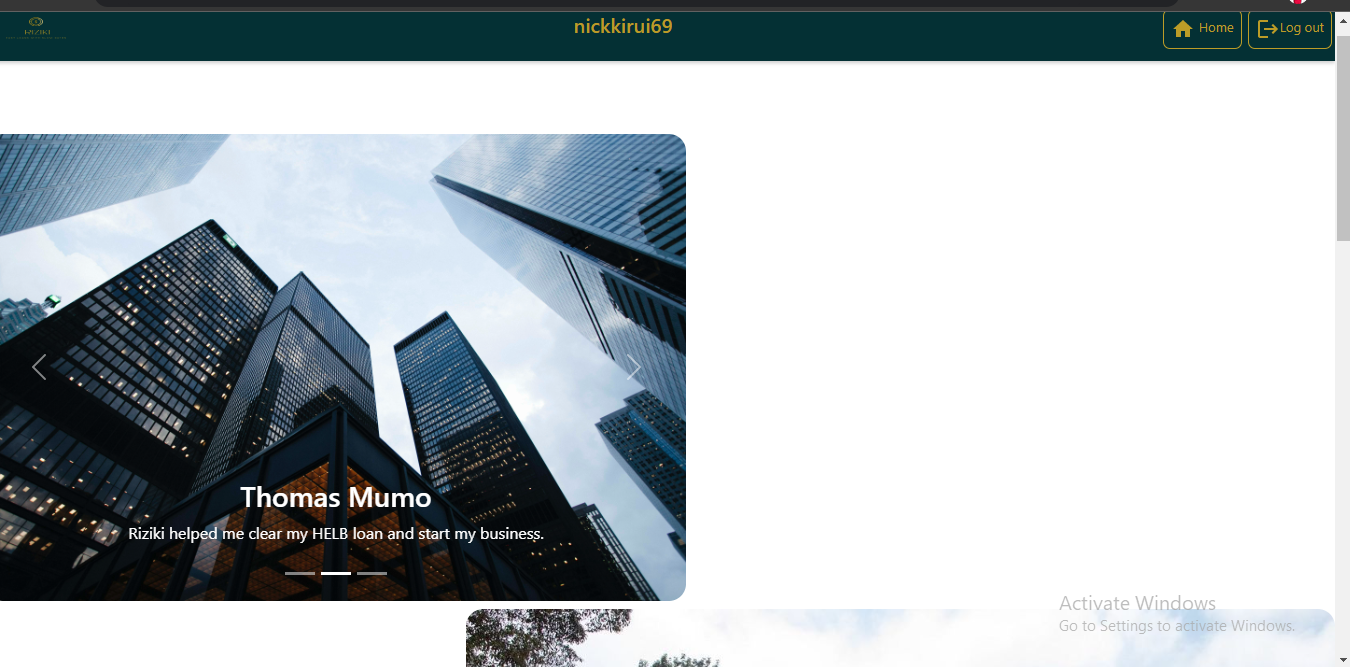 RIZIKI
nickkirui69
Home
Log out
Thomas Mumo
Riziki helped me clear my HELB loan and start my business.
Activate Windows
Go to Settings to activate Windows.